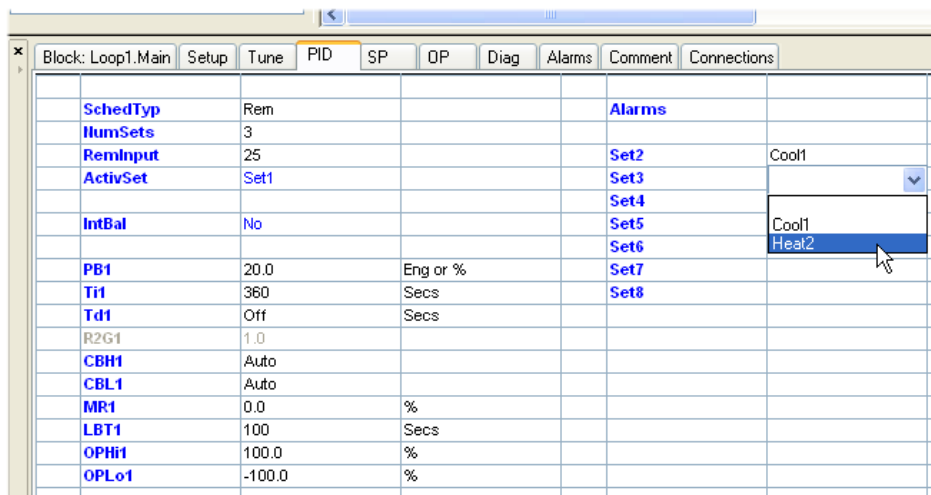 Block: Loop1.Main Setup Tune PID SP OP Diag Alarms Comment Connections
SchedTyp Rem Alarms
NumSets 3
RemInput 25 Set2 Cool1
ActivSet Set1 Set3
Set4
IntBal No Set5 Cool1
Set6 Heat2
PB1 20.0 Eng or % Set7
Ti1 360 Secs Set8
Td1 Off Secs
R2G1 1.0
CBH1 Auto
CBL1 Auto
MR1 0.0 %
LBT1 100 Secs
OPHi1 100.0 %
OPLo1 -100.0 %